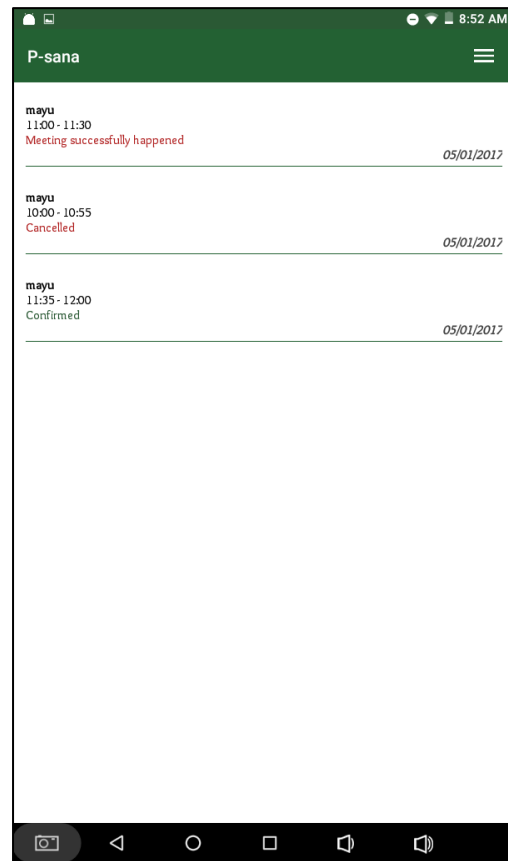 8:52 AM
P-sana
mayu
11:00 - 11:30
Meeting successfully happened
05/01/2017
mayu
10:00 - 10:55
Cancelled
05/01/2017
mayu
11:35 - 12:00
Confirmed
05/01/2017